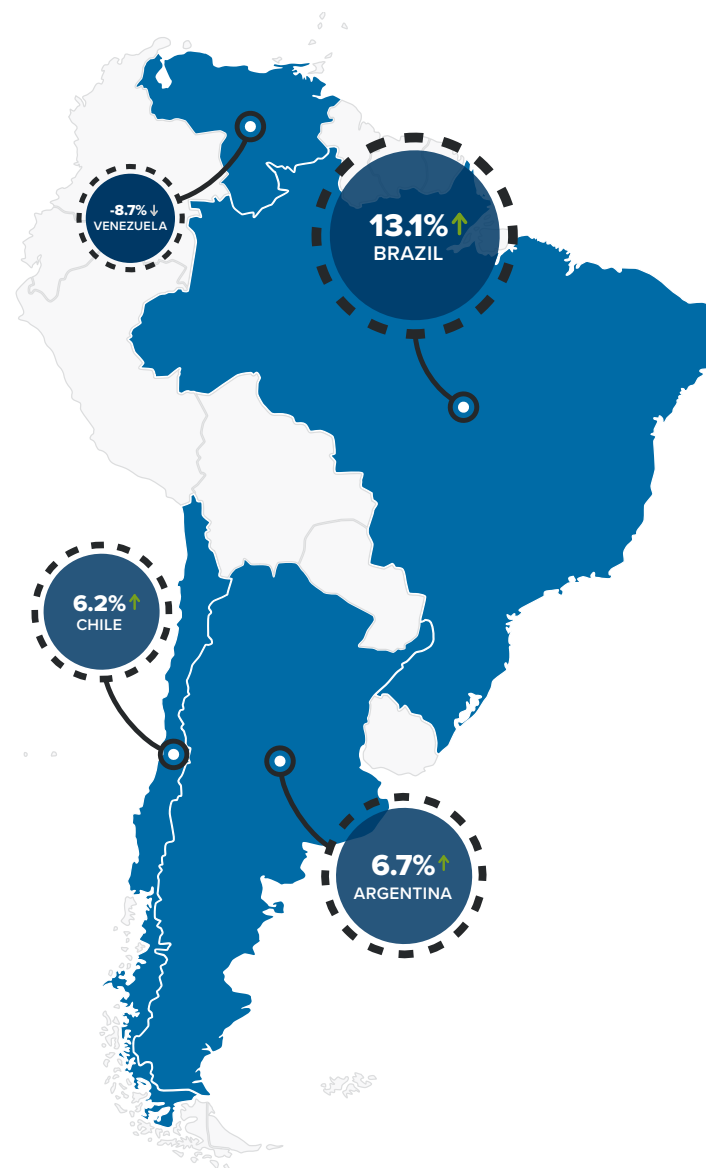 -8.7%↓
VENEZUELA
13.1%↑
BRAZIL
6.2%↑
CHILE
6.7%↑
ARGENTINA